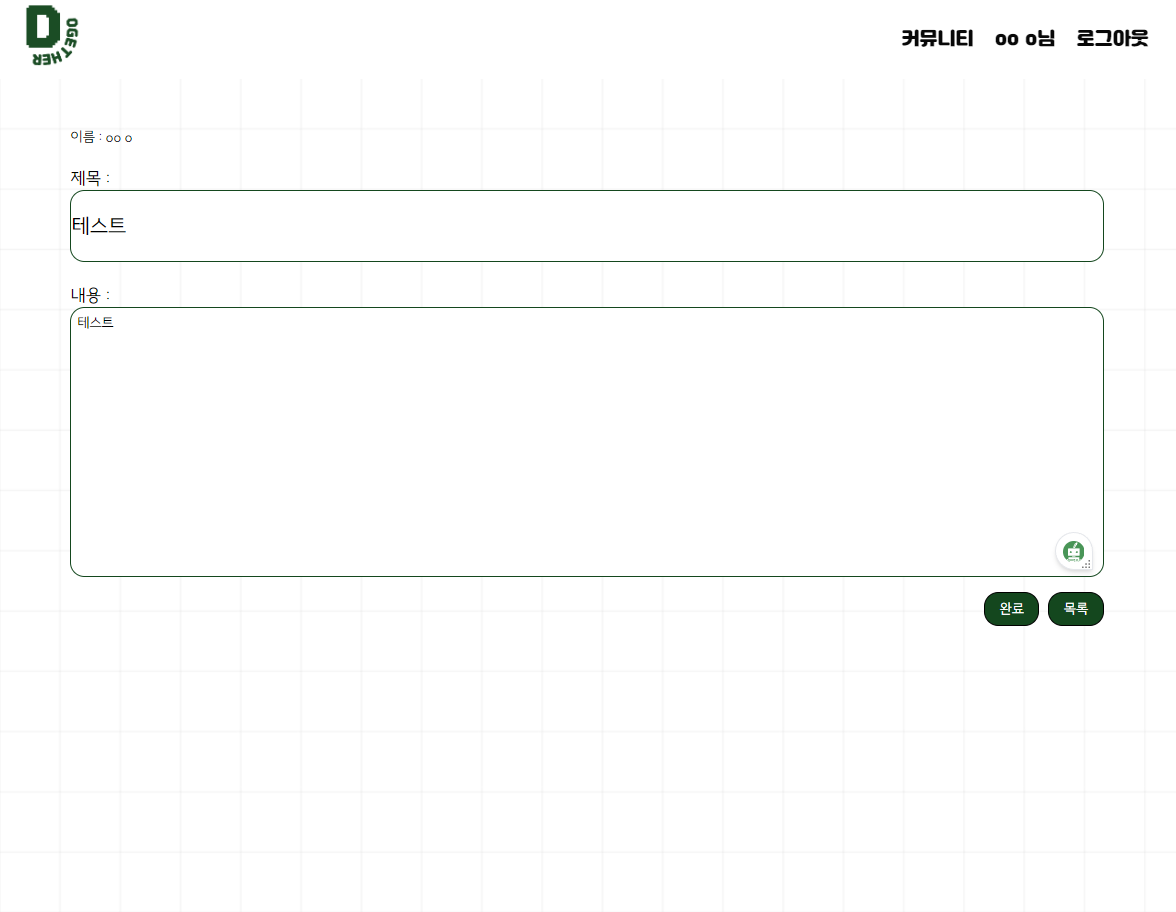 DOGETHER
커뮤니티 oo o님 로그아웃
이름 : oo o
제목 :
테스트
내용 :
테스트
완료 목록